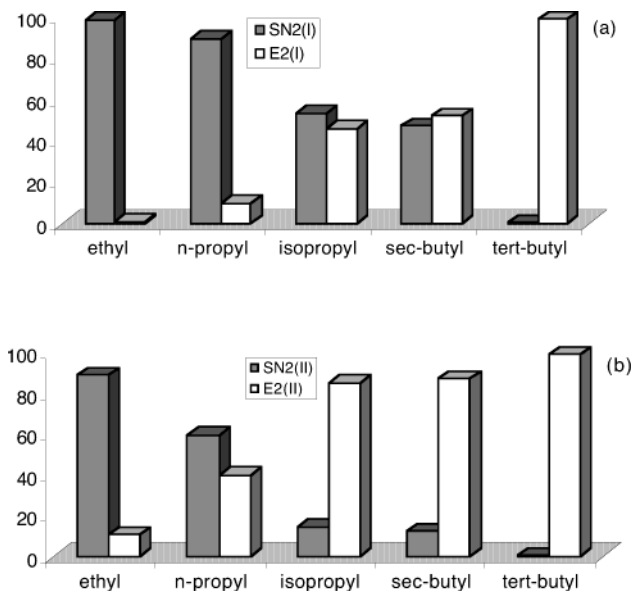 100
80
60
40
20
0
SN2(I)
E2(I)
(a)
ethyl n-propyl isopropyl sec-butyl tert-butyl
100
80
60
40
20
0
SN2(II)
E2(II)
(b)
ethyl n-propyl isopropyl sec-butyl tert-butyl